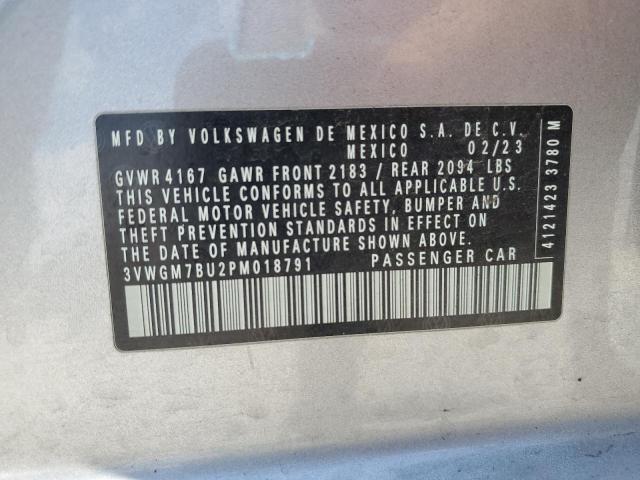 MFD BY VOLKSWAGEN DE MEXICO S.A. DE C.V.
MEXICO 02/23
GVWR 4167 GAWR FRONT 2183 / REAR 2094 LBS
THIS VEHICLE CONFORMS TO ALL APPLICABLE U.S.
FEDERAL MOTOR VEHICLE SAFETY, BUMPER AND
THEFT PREVENTION STANDARDS IN EFFECT ON
THE DATE OF MANUFACTURE SHOWN ABOVE.
3VWGM7BU2PM018791 PASSENGER CAR
4121423 3780 M